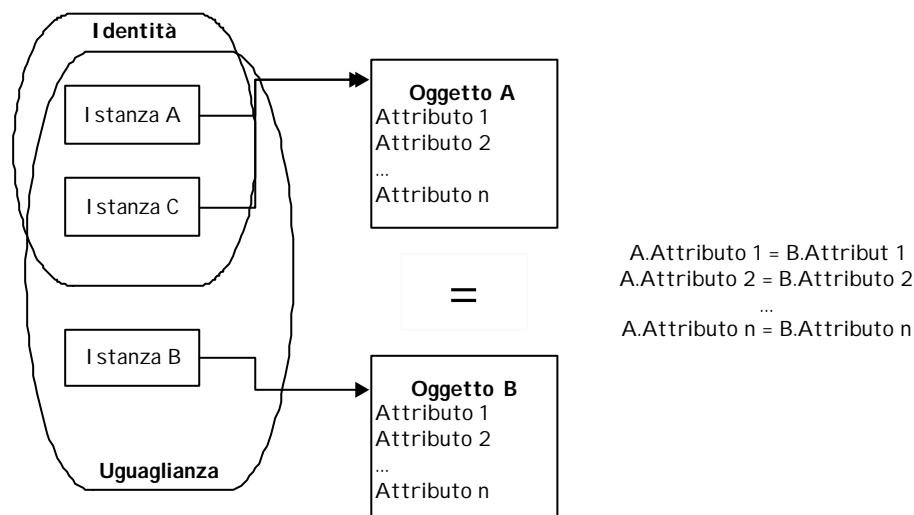 Identità
Istanza A
Istanza C
Istanza B
Uguaglianza
Oggetto A
Attributo 1
Attributo 2
...
Attributo n
=
Oggetto B
Attributo 1
Attributo 2
...
Attributo n
A.Attributo 1 = B.Attribut 1
A.Attributo 2 = B.Attributo 2
...
A.Attributo n = B.Attributo n